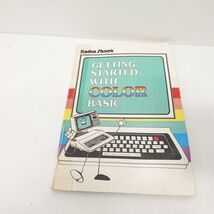 Radio Shack
GETTING
STARTED
WITH
COLOR
BASIC